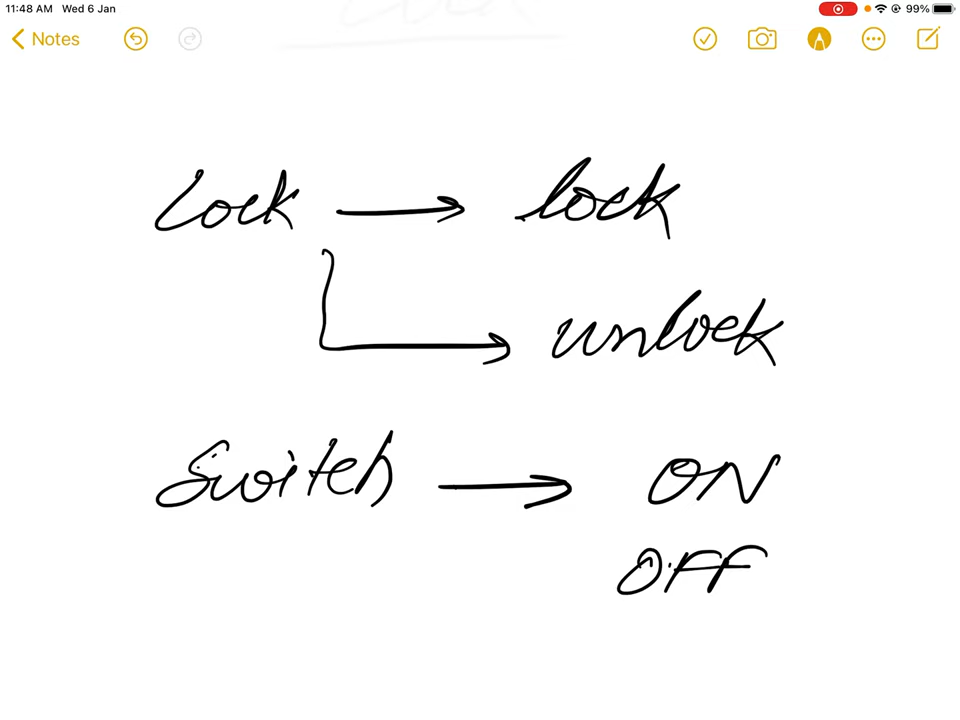 11:48 AM Wed 6 Jan 99%
Notes
Lock → lock
unlock
Switch → ON
OFF